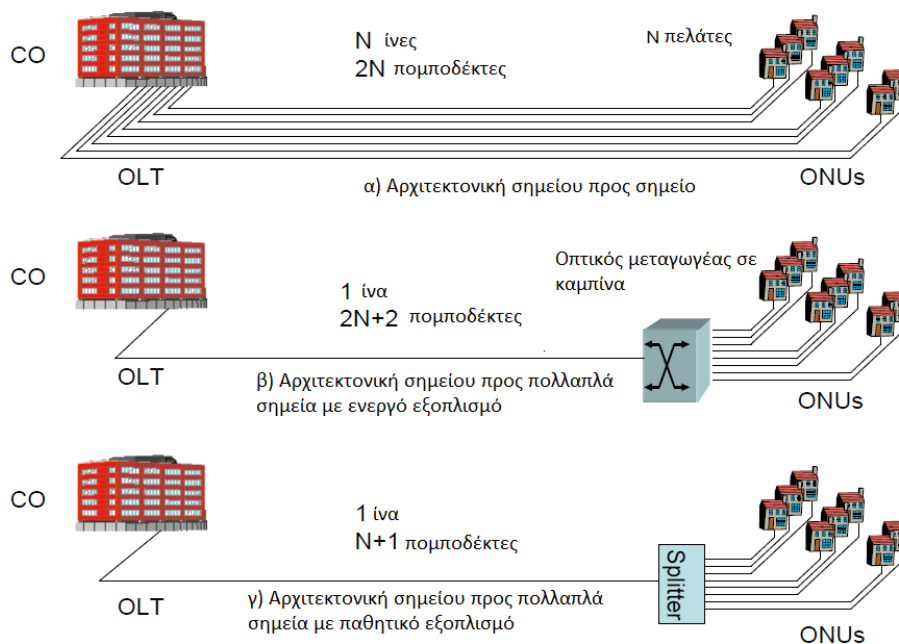 CO
N ίνες
2N πομποδέκτες
N πελάτες
OLT
α) Αρχιτεκτονική σημείου προς σημείο
ONUs
CO
1 ίνα
2N+2 πομποδέκτες
Οπτικός μεταγωγέας σε
καμπίνα
OLT
β) Αρχιτεκτονική σημείου προς πολλαπλά
σημεία με ενεργό εξοπλισμό
ONUs
CO
1 ίνα
N+1 πομποδέκτες
Splitter
OLT
γ) Αρχιτεκτονική σημείου προς πολλαπλά
σημεία με παθητικό εξοπλισμό
ONUs